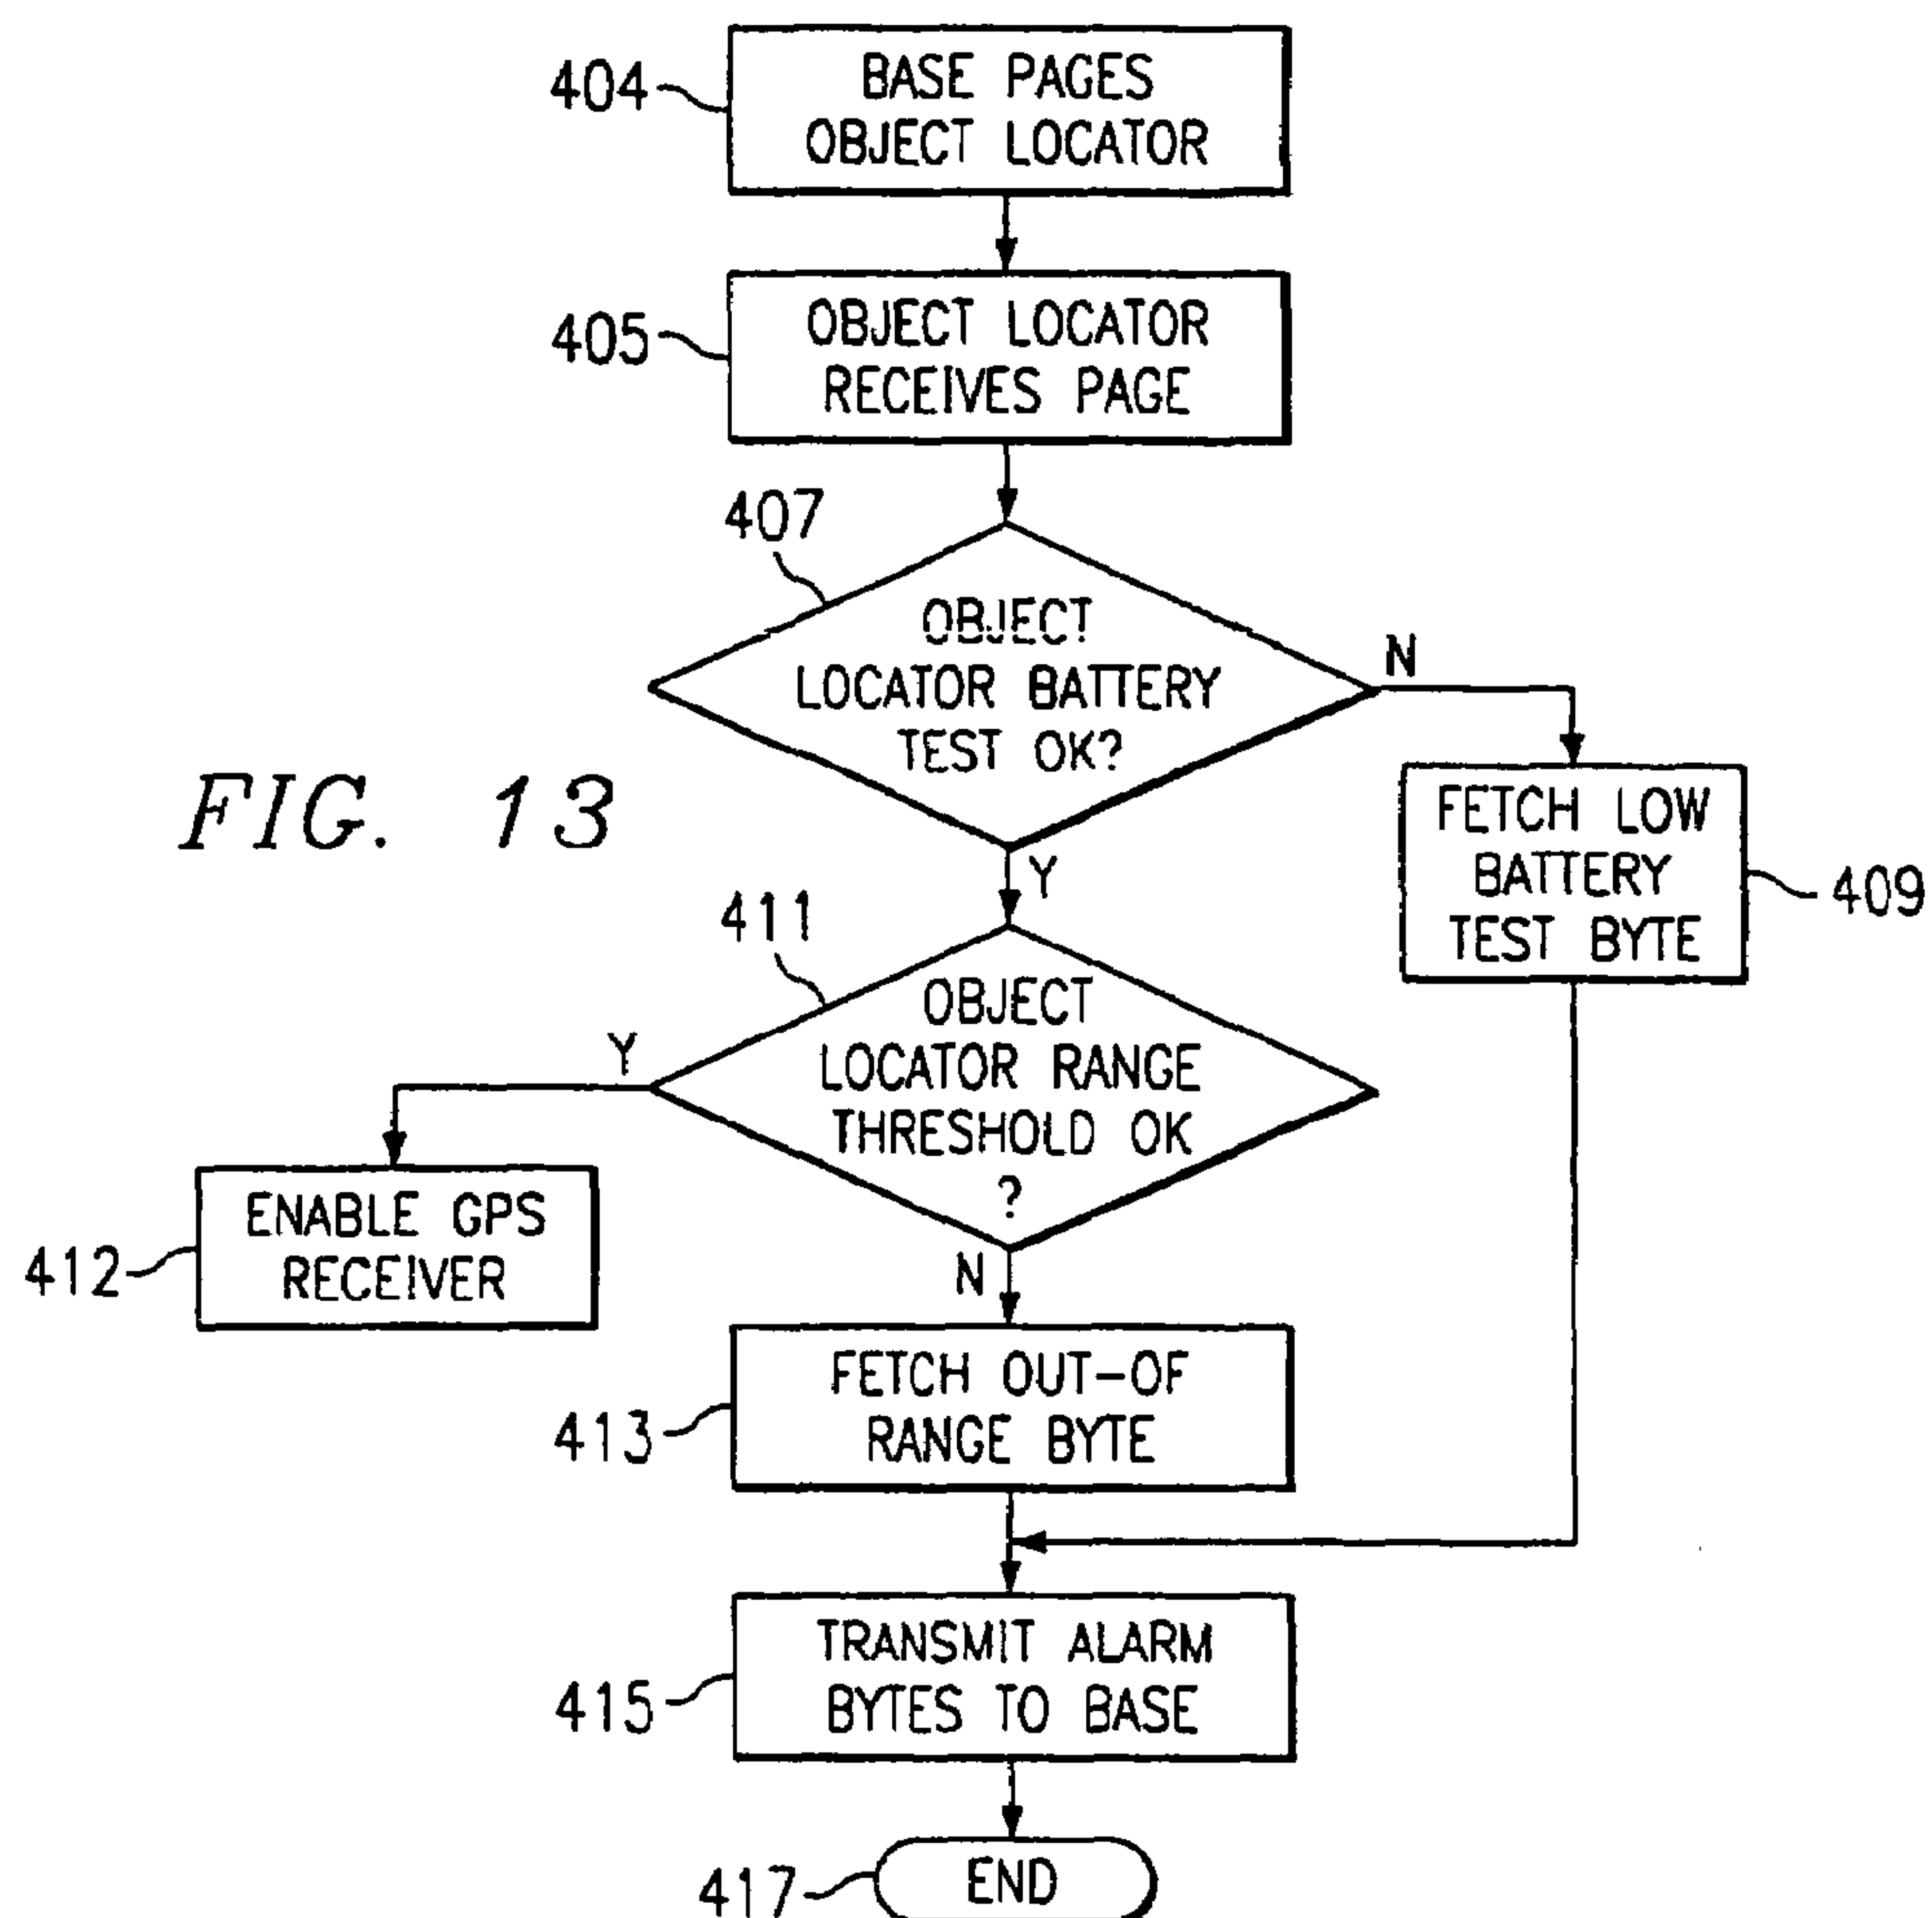 404
BASE PAGES
OBJECT LOCATOR
405
OBJECT LOCATOR
RECEIVES PAGE
407
OBJECT
LOCATOR BATTERY
TEST OK?
N
Y
FIG. 13
FETCH LOW
BATTERY
TEST BYTE
409
411
OBJECT
LOCATOR RANGE
THRESHOLD OK
?
Y
N
412
ENABLE GPS
RECEIVER
413
FETCH OUT-OF
RANGE BYTE
415
TRANSMIT ALARM
BYTES TO BASE
417
END